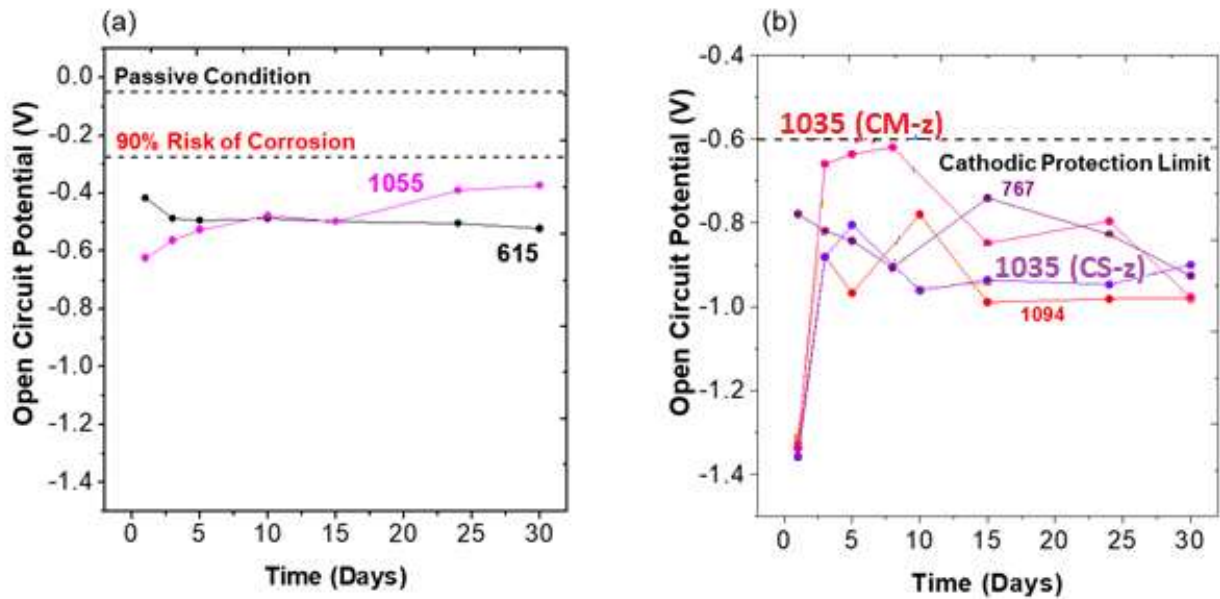 (a)
Open Circuit Potential (V)
0.0
-0.2
-0.4
-0.6
-0.8
-1.0
-1.2
-1.4
Passive Condition
90% Risk of Corrosion
1055
615
0 5 10 15 20 25 30
Time (Days)
(b)
Open Circuit Potential (V)
-0.4
-0.6
-0.8
-1.0
-1.2
-1.4
1035 (CM-z)
Cathodic Protection Limit
767
1035 (CS-z)
1094
0 5 10 15 20 25 30
Time (Days)